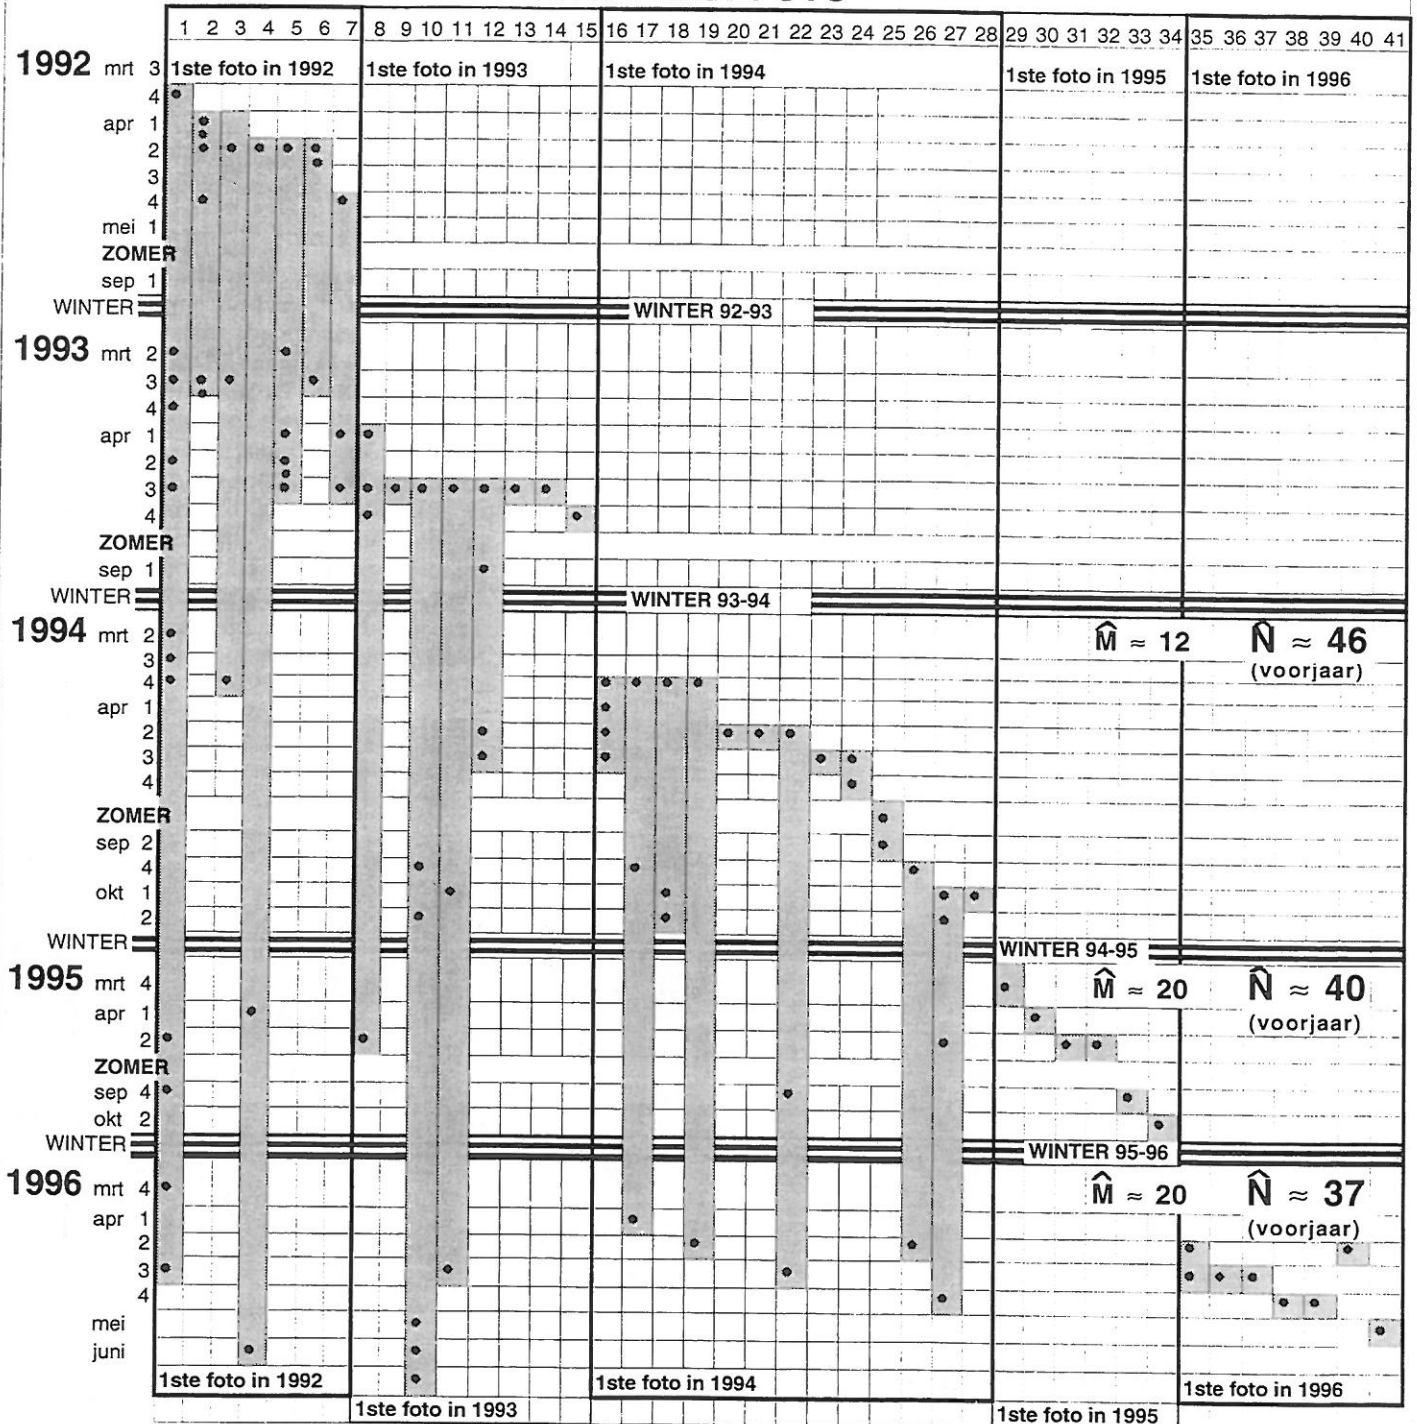 1 2 3 4 5 6 7 8 9 10 11 12 13 14 15 16 17 18 19 20 21 22 23 24 25 26 27 28 29 30 31 32 33 34 35 36 37 38 39 40 41
1992 mrt 3 1ste foto in 1992 1ste foto in 1993 1ste foto in 1994 1ste foto in 1995 1ste foto in 1996
4
apr 1
2
3
4
mei 1
ZOMER
sep 1
WINTER WINTER 92-93
1993 mrt 2
3
4
apr 1
2
3
4
ZOMER
sep 1
WINTER WINTER 93-94
1994 mrt 2 M̂ ≈ 12 N̂ ≈ 46
3 (voorjaar)
4
apr 1
2
3
4
ZOMER
sep 2
4
okt 1
2
WINTER WINTER 94-95
1995 mrt 4 M̂ ≈ 20 N̂ ≈ 40
apr 1 (voorjaar)
2
ZOMER
sep 4
okt 2
WINTER WINTER 95-96
1996 mrt 4 M̂ ≈ 20 N̂ ≈ 37
apr 1 (voorjaar)
2
3
4
mei
juni
1ste foto in 1992 1ste foto in 1994 1ste foto in 1996
1ste foto in 1993 1ste foto in 1995